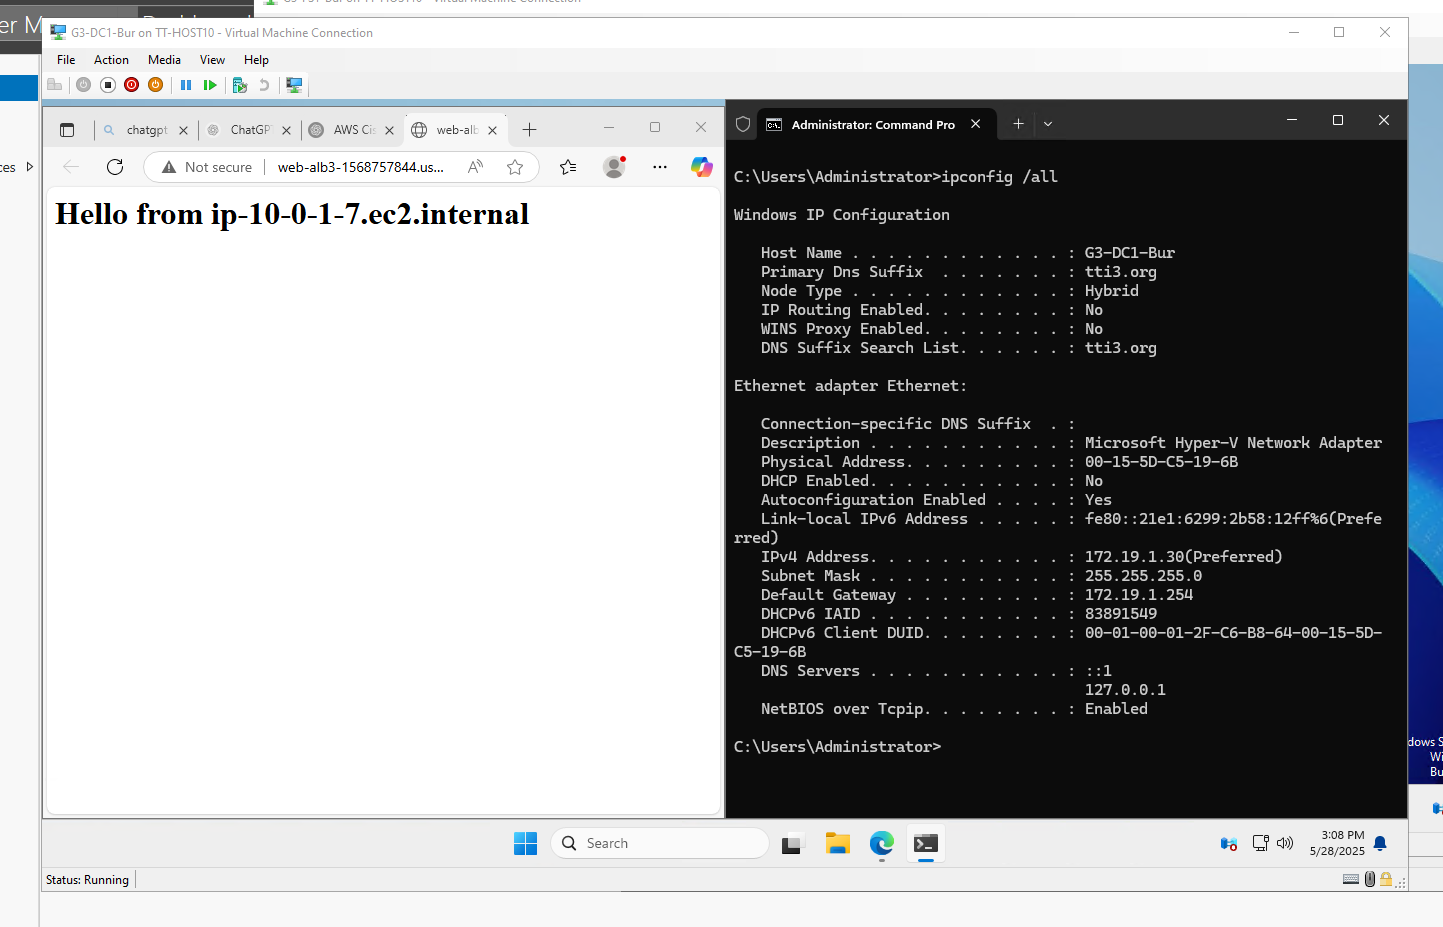 G3-DC1-Bur on TT-HOST10 - Virtual Machine Connection
File Action Media View Help
chatgpt
ChatGP
AWS Cis
web-alb
Not secure
web-alb3-1568757844.us...
Hello from ip-10-0-1-7.ec2.internal
Administrator: Command Pro
C:\Users\Administrator>ipconfig /all
Windows IP Configuration
Host Name . . . . . . . . . . . . : G3-DC1-Bur
Primary Dns Suffix  . . . . . . . : tti3.org
Node Type . . . . . . . . . . . . : Hybrid
IP Routing Enabled. . . . . . . . : No
WINS Proxy Enabled. . . . . . . . : No
DNS Suffix Search List. . . . . . : tti3.org
Ethernet adapter Ethernet:
Connection-specific DNS Suffix  . :
Description . . . . . . . . . . . : Microsoft Hyper-V Network Adapter
Physical Address. . . . . . . . . : 00-15-5D-C5-19-6B
DHCP Enabled. . . . . . . . . . . : No
Autoconfiguration Enabled . . . . : Yes
Link-local IPv6 Address . . . . . : fe80::21e1:6299:2b58:12ff%6(Prefe
rred)
IPv4 Address. . . . . . . . . . . : 172.19.1.30(Preferred)
Subnet Mask . . . . . . . . . . . : 255.255.255.0
Default Gateway . . . . . . . . . : 172.19.1.254
DHCPv6 IAID . . . . . . . . . . . : 83891549
DHCPv6 Client DUID. . . . . . . . : 00-01-00-01-2F-C6-B8-64-00-15-5D-
C5-19-6B
DNS Servers . . . . . . . . . . . : ::1
127.0.0.1
NetBIOS over Tcpip. . . . . . . . : Enabled
C:\Users\Administrator>
Search
3:08 PM
5/28/2025
Status: Running